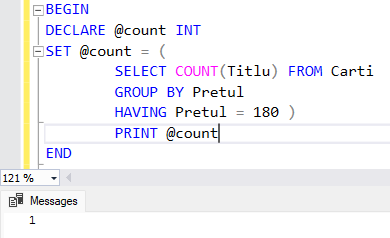 BEGIN
DECLARE @count INT
SET @count = (
SELECT COUNT(Titlu) FROM Carti
GROUP BY Pretul
HAVING Pretul = 180 )
PRINT @count
END
121 %
Messages
1